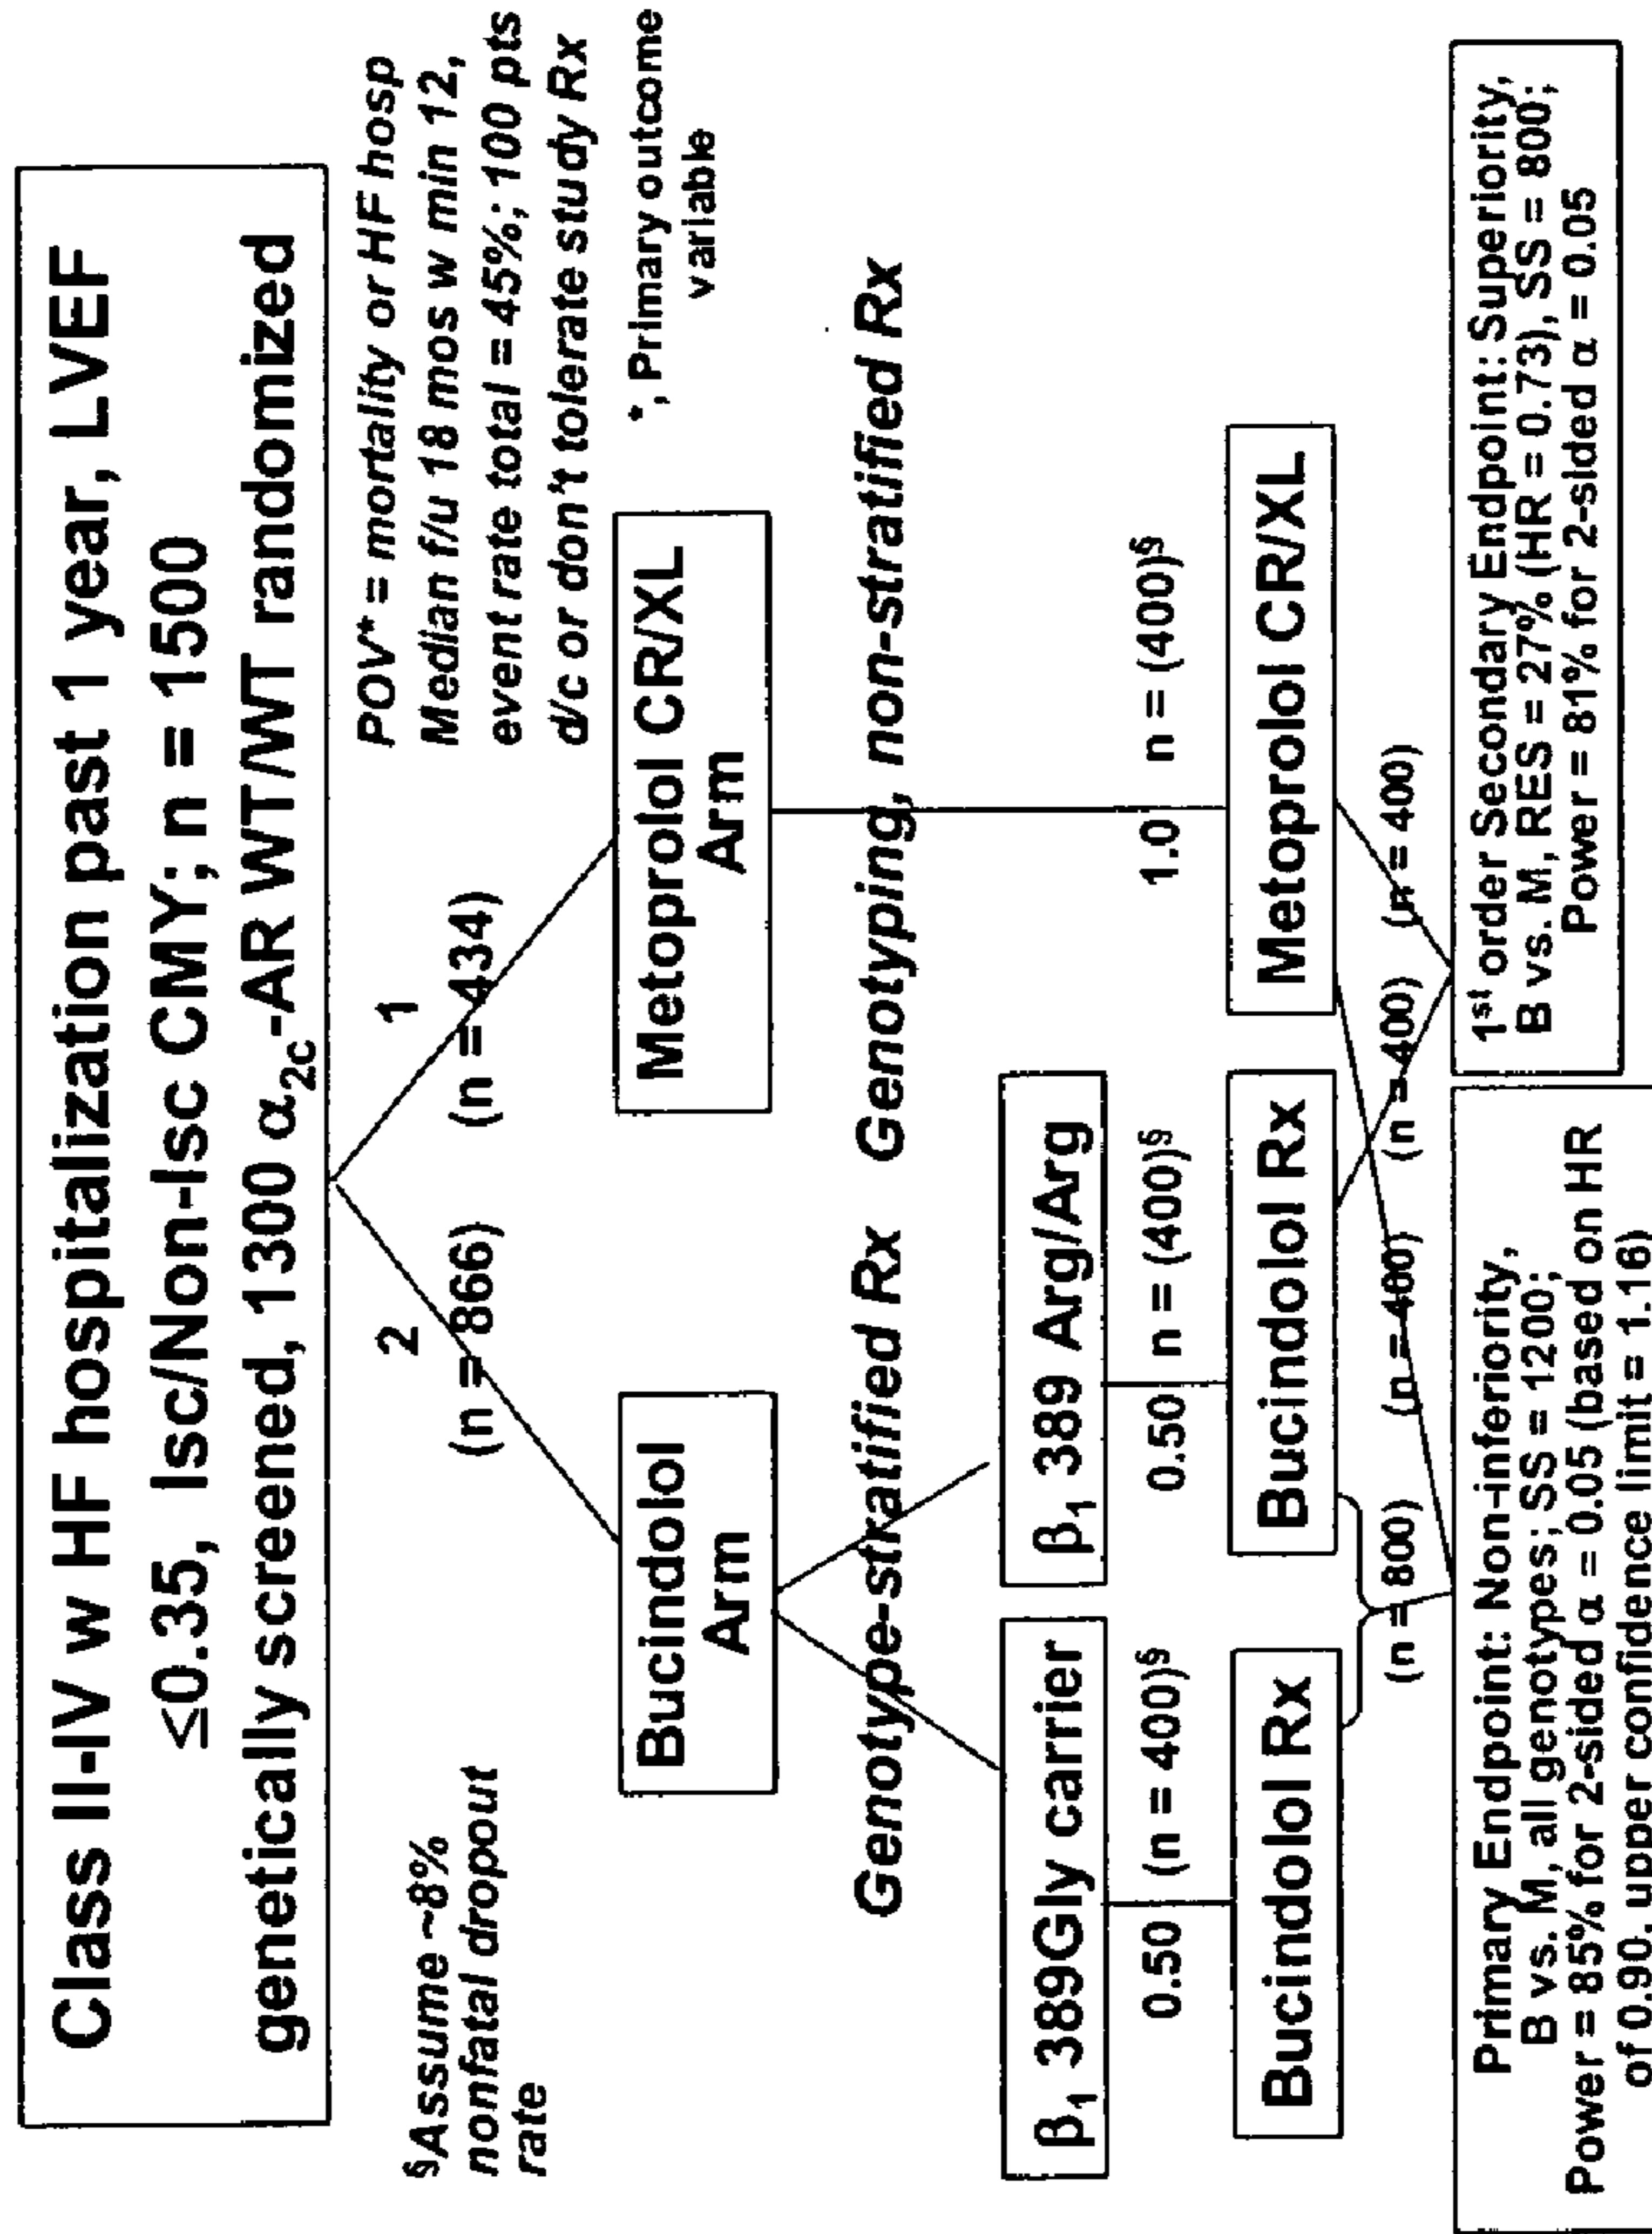 Class II-IV w HF hospitalization past 1 year, LVEF
≤0.35, Isc/Non-Isc CMY; n = 1500
genetically screened, 1300 α2c-AR WT/WT randomized
POV* = mortality or HF hosp
Median f/u 18 mos w min 12,
event rate total = 45%; 100 pts
d/c or don't tolerate study Rx
*, Primary outcome
variable
§Assume ~8%
nonfatal dropout
rate
2
(n = 866)
1
(n = 434)
Bucindolol
Arm
Metoprolol CR/XL
Arm
Genotype-stratified Rx
Genotyping, non-stratified Rx
β1 389Gly carrier
β1 389 Arg/Arg
0.50 (n = 400)§
0.50 n = (400)§
1.0 n = (400)§
Bucindolol Rx
Bucindolol Rx
Metoprolol CR/XL
(n = 800)
(n = 400)
(n = 400)
(n = 400)
Primary Endpoint: Non-inferiority,
B vs. M, all genotypes; SS = 1200;
Power = 85% for 2-sided α = 0.05 (based on HR
of 0.90, upper confidence limit = 1.16)
1st order Secondary Endpoint: Superiority,
B vs. M, RES = 27% (HR = 0.73), SS = 800;
Power = 81% for 2-sided α = 0.05